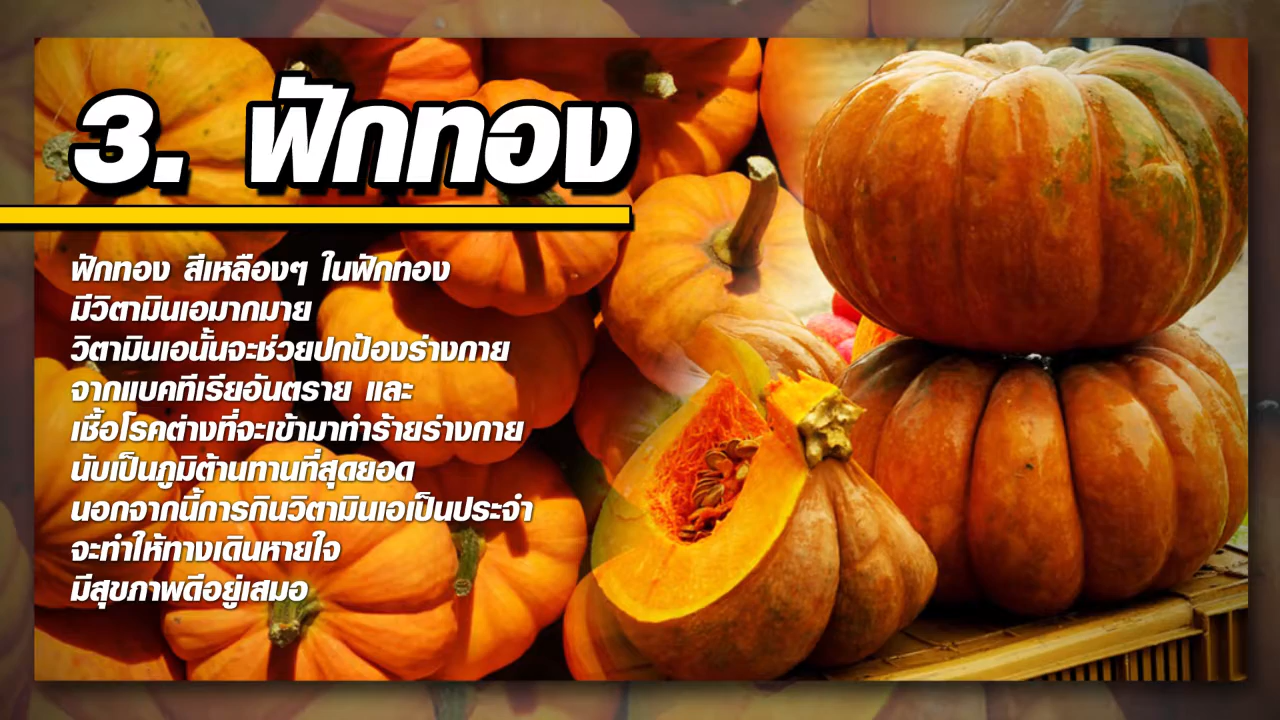 3. ฟักทอง
ฟักทอง สีเหลืองๆ ในฟักทอง
มีวิตามินเอมากมาย
วิตามินเอนั้นจะช่วยปกป้องร่างกาย
จากแบคทีเรียอันตราย และ
เชื้อโรคต่างที่จะเข้ามาทำร้ายร่างกาย
นับเป็นภูมิต้านทานที่สุดยอด
นอกจากนี้การกินวิตามินเอเป็นประจำ
จะทำให้ทางเดินหายใจ
มีสุขภาพดีอยู่เสมอ